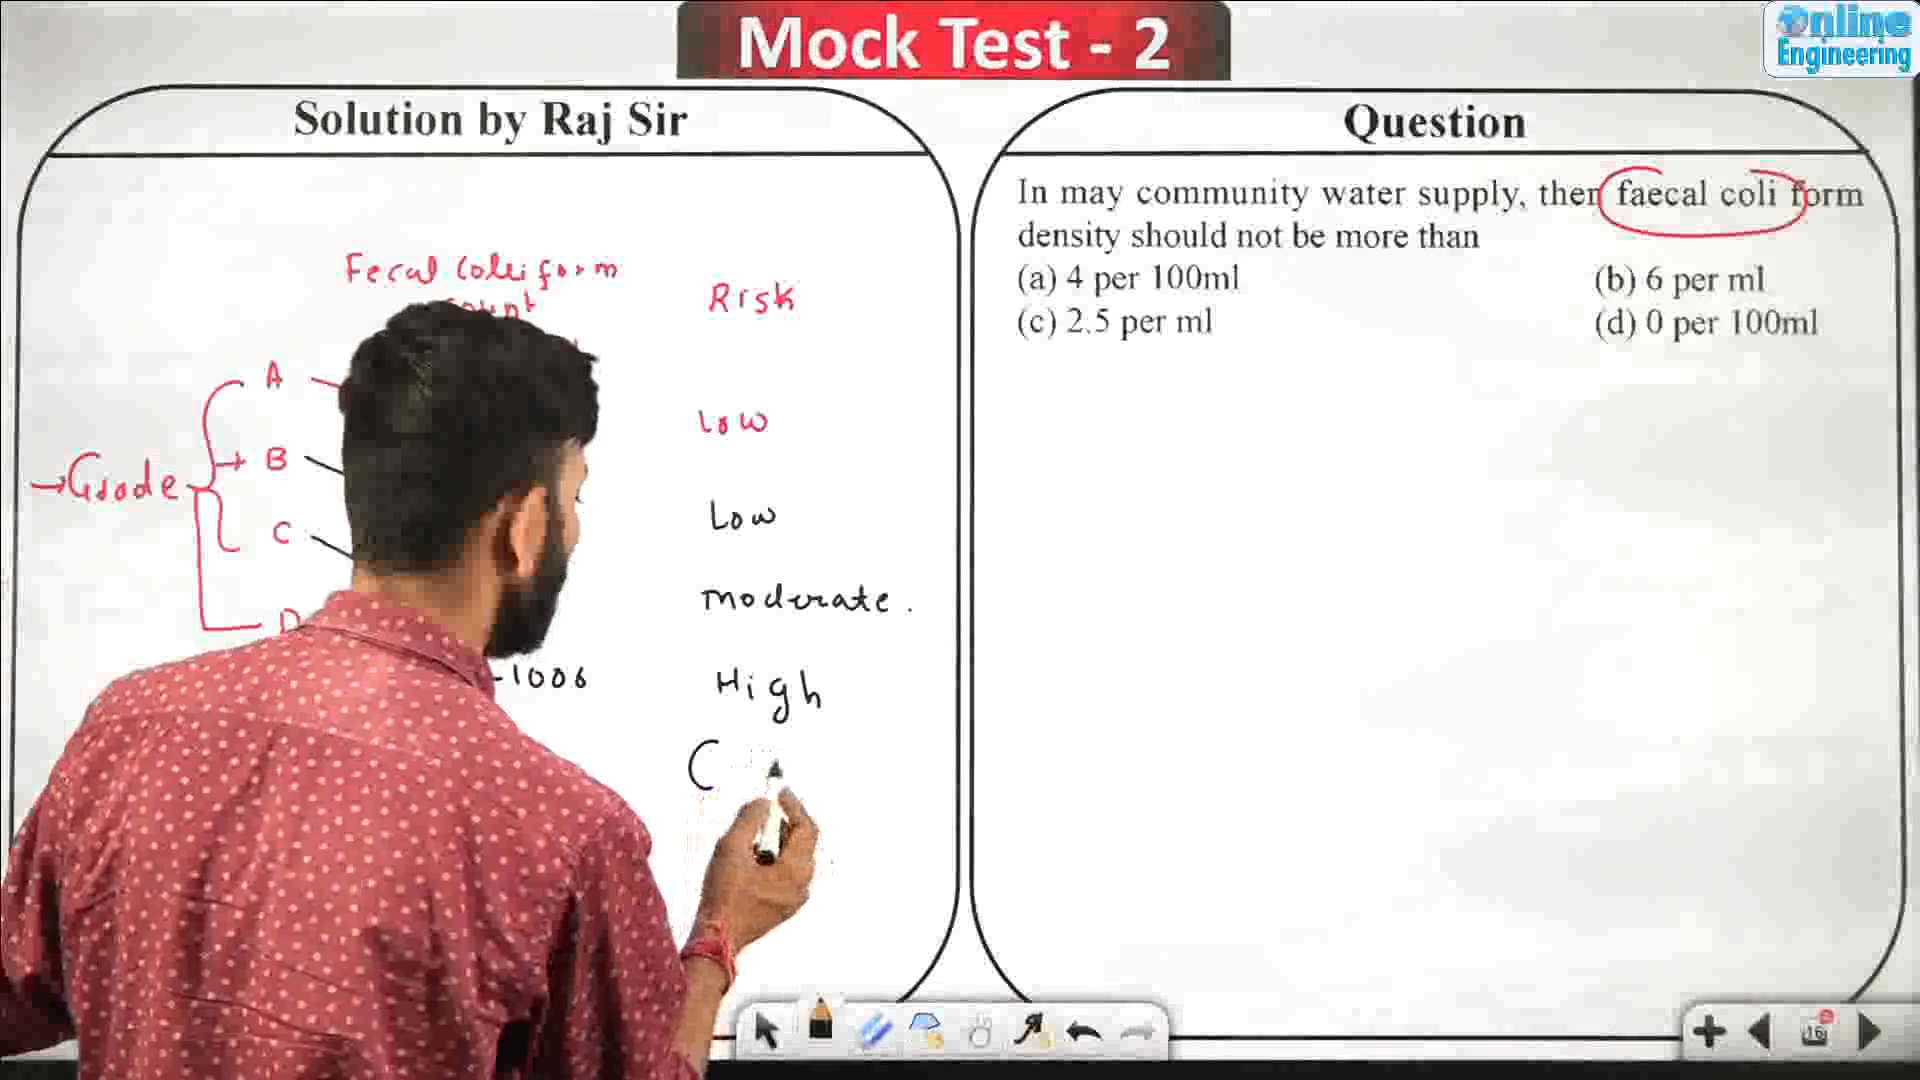 Mock Test - 2
Online
Engineering
Solution by Raj Sir
Fecal Coliform
Risk
A
Low
B
→Grade
Low
C
moderate.
D
-1000
High
C
Question
In may community water supply, then faecal coli form
density should not be more than
(a) 4 per 100ml
(b) 6 per ml
(c) 2.5 per ml
(d) 0 per 100ml
16